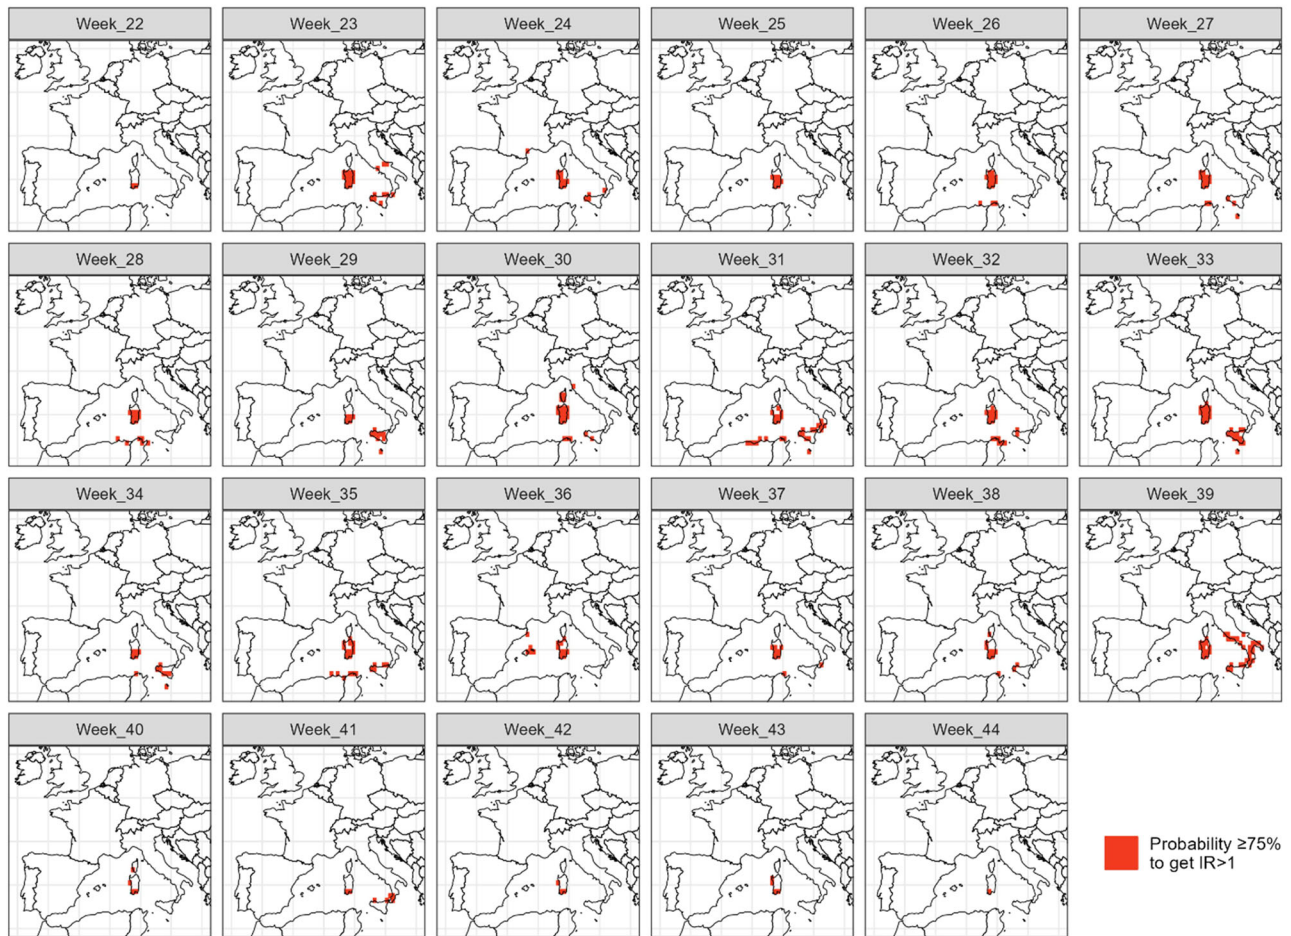 Week_22
Week_23
Week_24
Week_25
Week_26
Week_27
Week_28
Week_29
Week_30
Week_31
Week_32
Week_33
Week_34
Week_35
Week_36
Week_37
Week_38
Week_39
Week_40
Week_41
Week_42
Week_43
Week_44
Probability ≥75%
to get IR>1